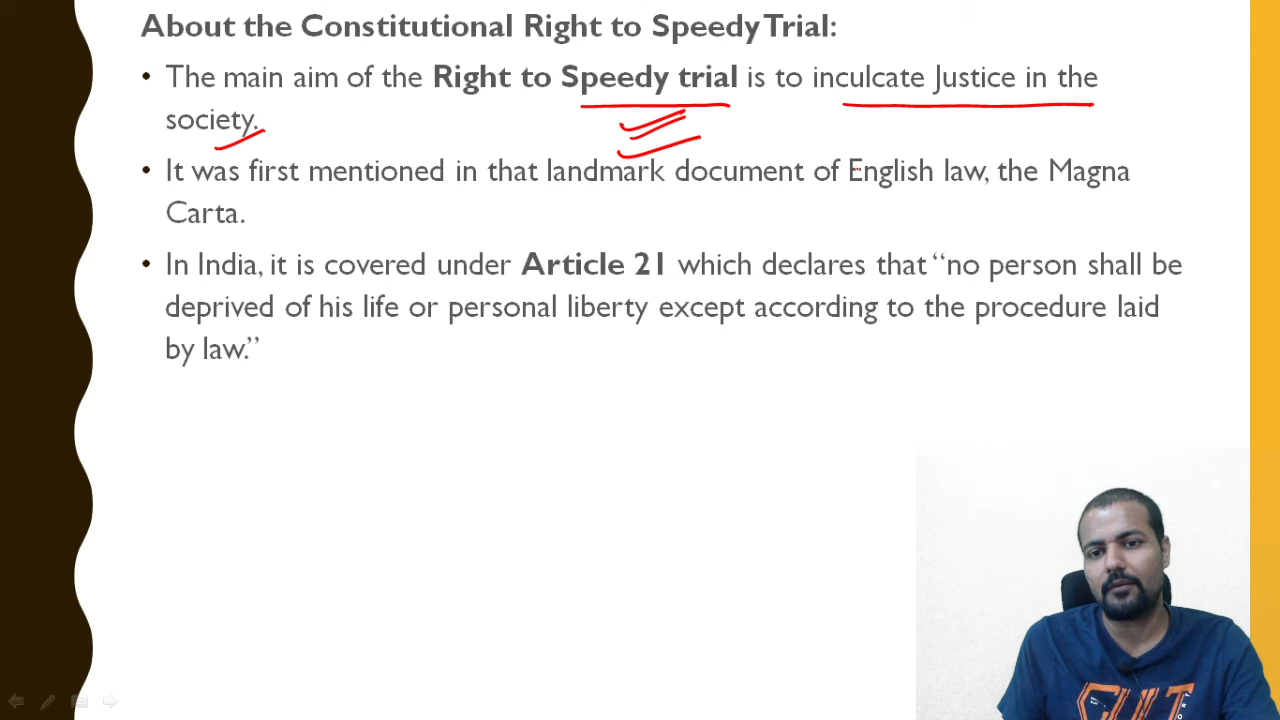 About the Constitutional Right to Speedy Trial:
• The main aim of the Right to Speedy trial is to inculcate Justice in the
society.
• It was first mentioned in that landmark document of English law, the Magna
Carta.
• In India, it is covered under Article 21 which declares that “no person shall be
deprived of his life or personal liberty except according to the procedure laid
by law.”
CULT